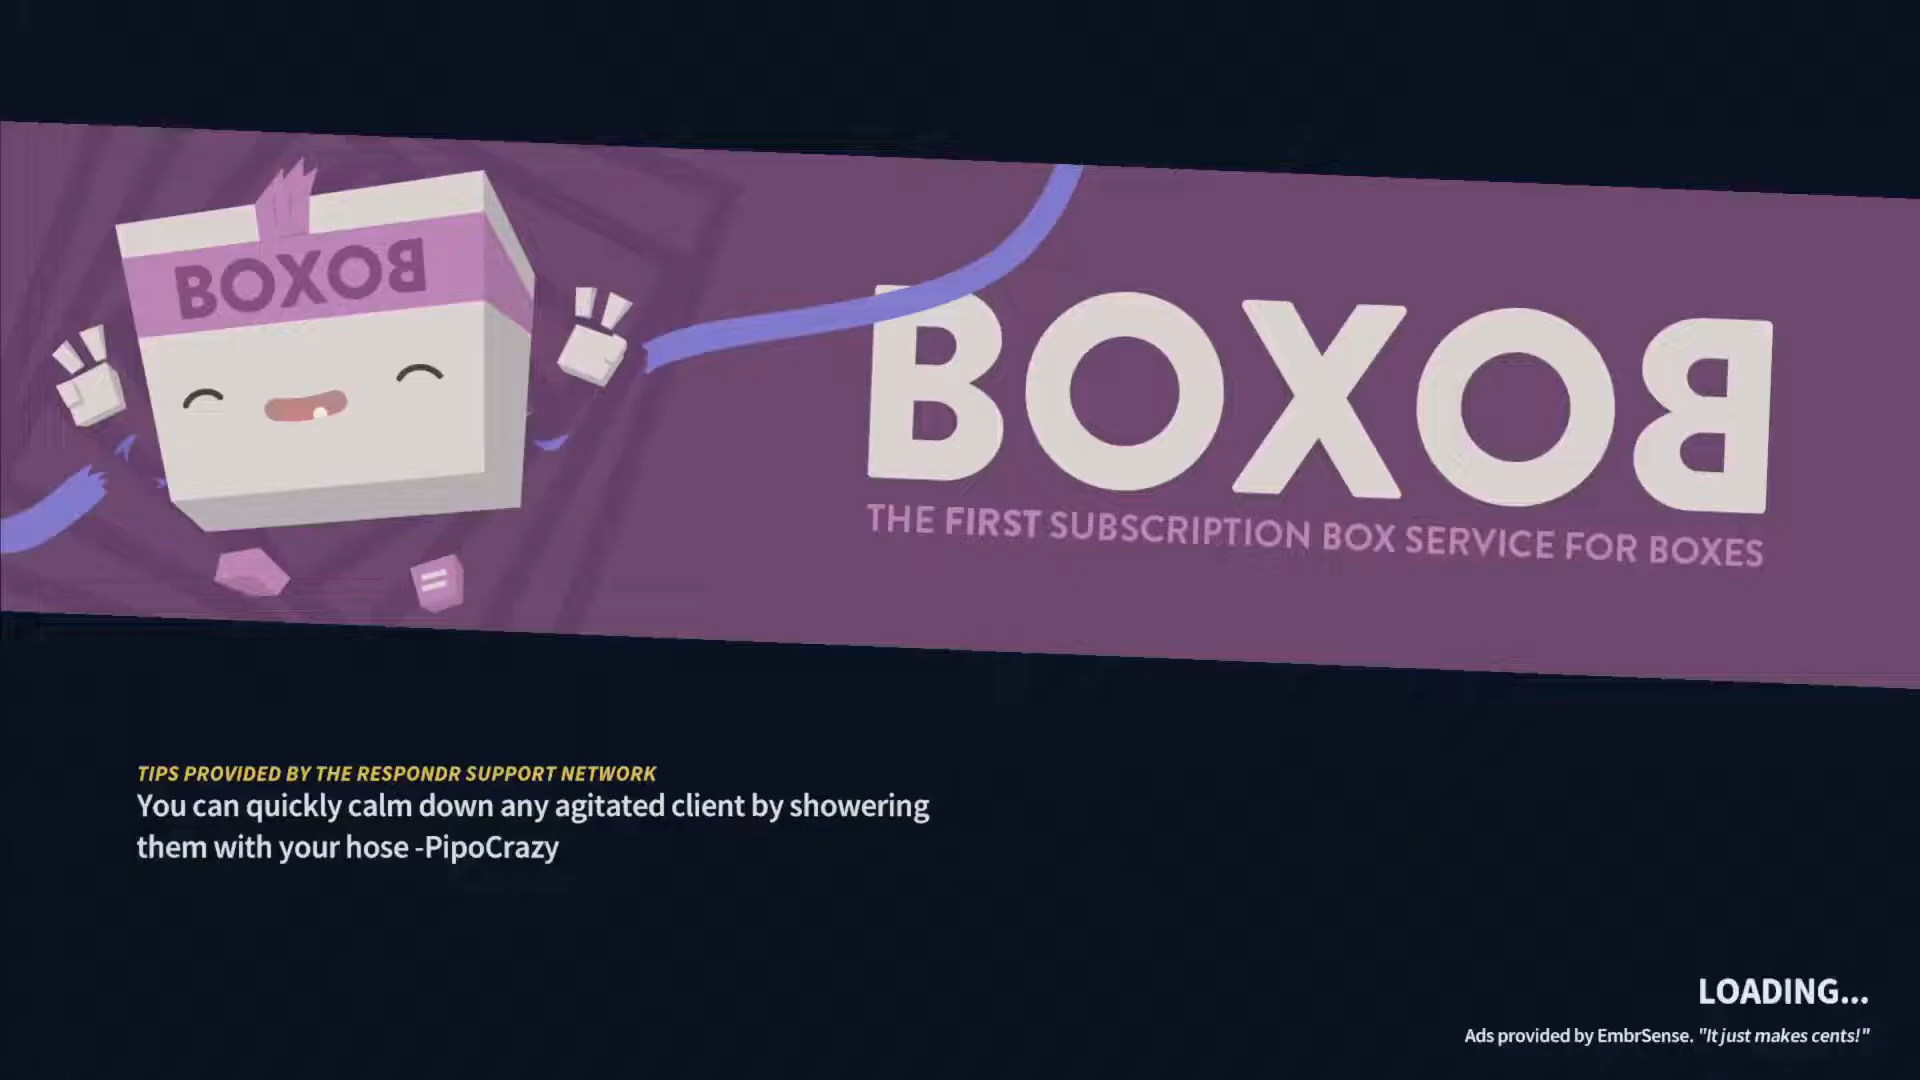 BOXOB
BOXOB
THE FIRST SUBSCRIPTION BOX SERVICE FOR BOXES
TIPS PROVIDED BY THE RESPONDR SUPPORT NETWORK
You can quickly calm down any agitated client by showering
them with your hose -PipoCrazy
LOADING...
Ads provided by EmbrSense. "It just makes cents!"